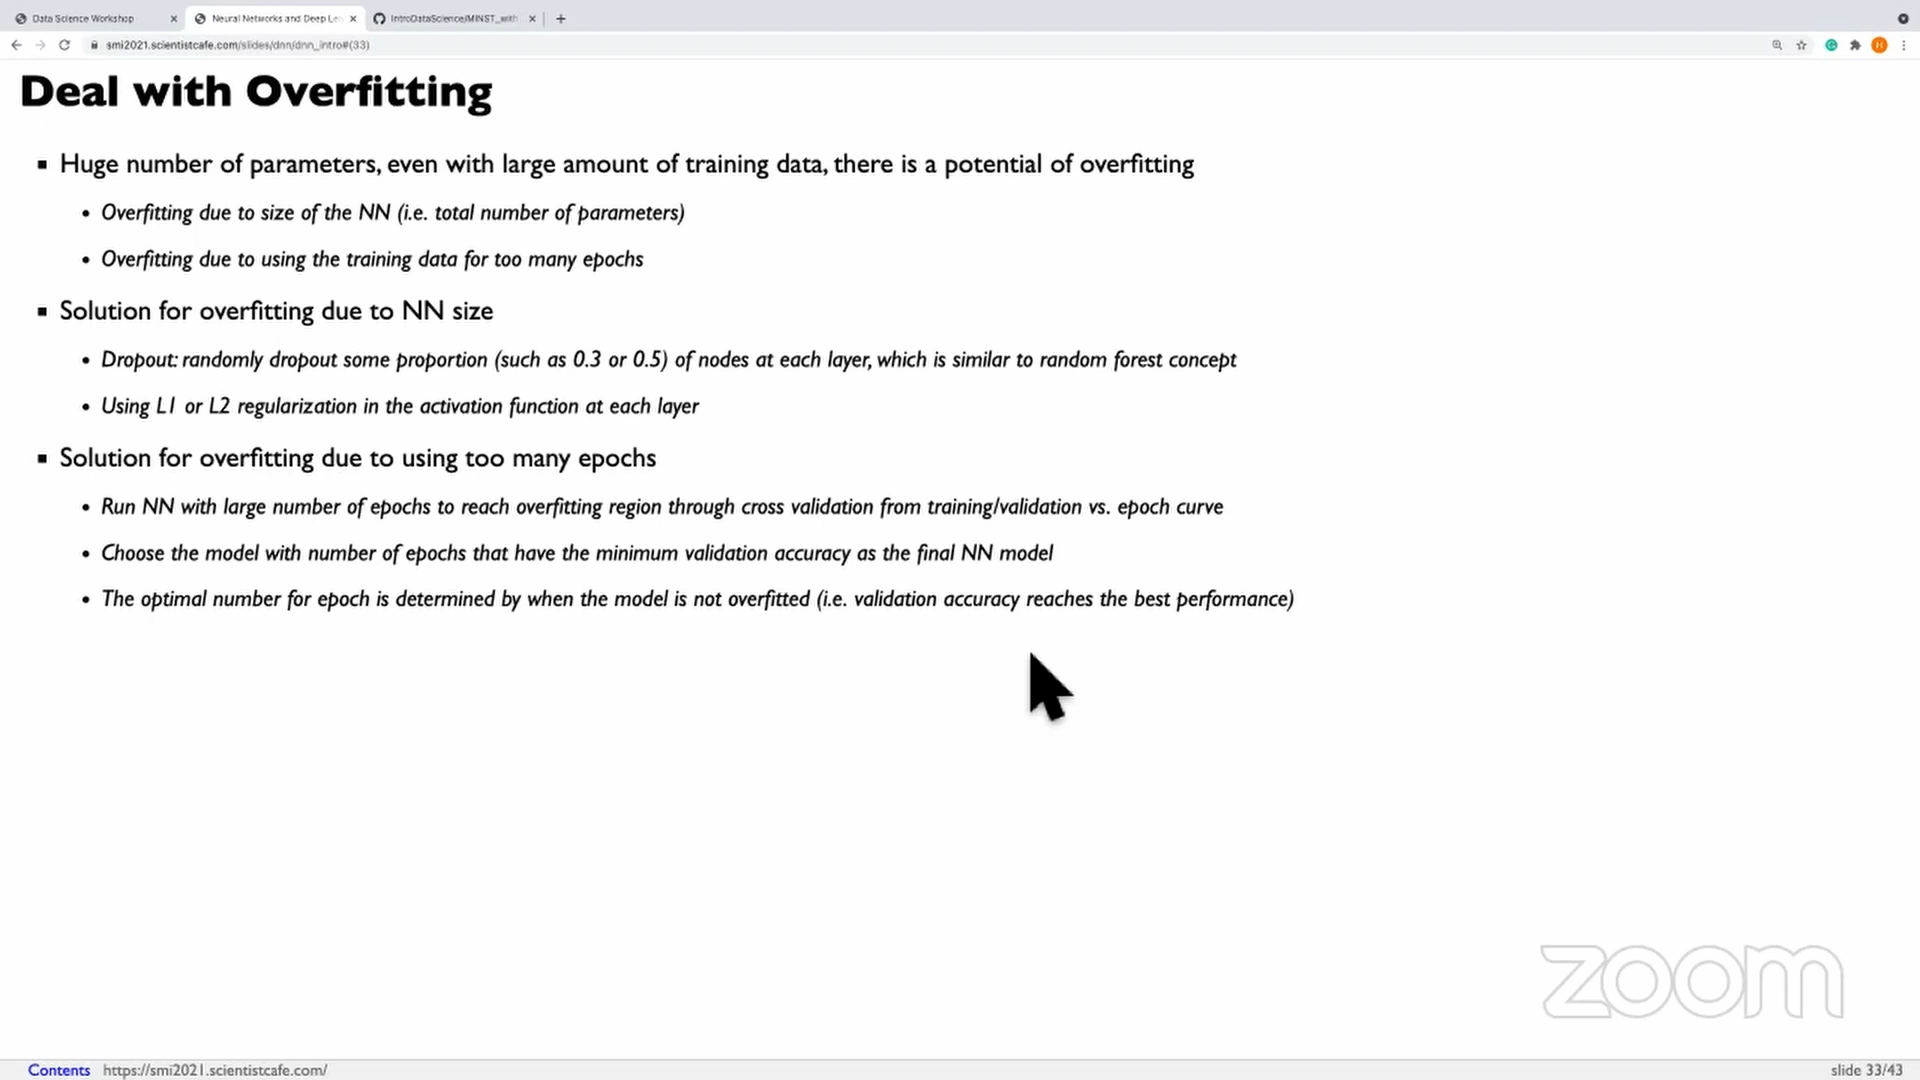 Data Science Workshop
Neural Networks and Deep Lea
IntroDataScience/MINST_with
smi2021.scientistcafe.com/slides/dnn/dnn_intro#(33)
H
Deal with Overfitting
Huge number of parameters, even with large amount of training data, there is a potential of overfitting
Overfitting due to size of the NN (i.e. total number of parameters)
Overfitting due to using the training data for too many epochs
Solution for overfitting due to NN size
Dropout: randomly dropout some proportion (such as 0.3 or 0.5) of nodes at each layer, which is similar to random forest concept
Using L1 or L2 regularization in the activation function at each layer
Solution for overfitting due to using too many epochs
Run NN with large number of epochs to reach overfitting region through cross validation from training/validation vs. epoch curve
Choose the model with number of epochs that have the minimum validation accuracy as the final NN model
The optimal number for epoch is determined by when the model is not overfitted (i.e. validation accuracy reaches the best performance)
zoom
Contents https://smi2021.scientistcafe.com/
slide 33/43